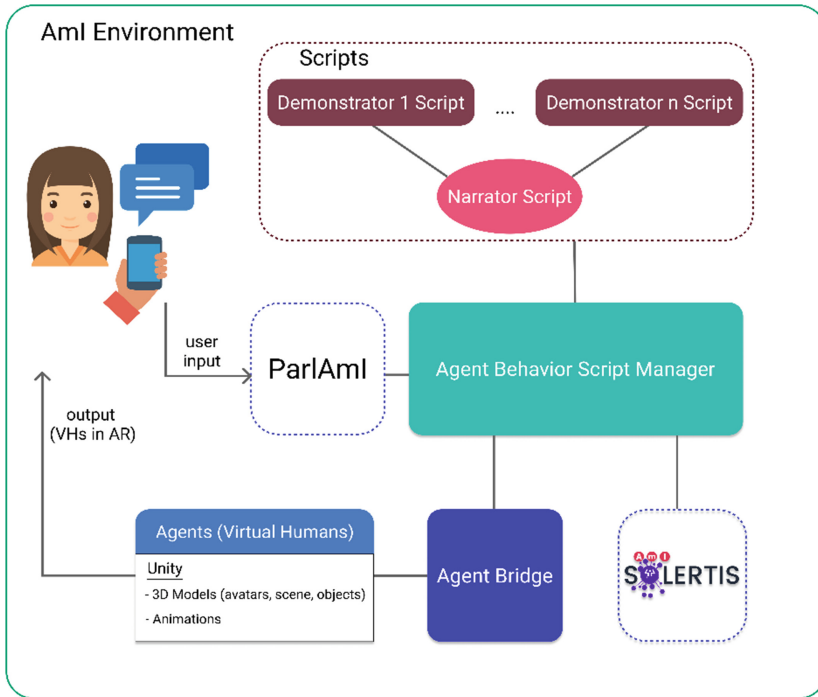 AmI Environment
Scripts
Demonstrator 1 Script
....
Demonstrator n Script
Narrator Script
user
input
ParlAmI
Agent Behavior Script Manager
output
(VHs in AR)
Agents (Virtual Humans)
Unity
- 3D Models (avatars, scene, objects)
- Animations
Agent Bridge
AmI
SOLERTIS